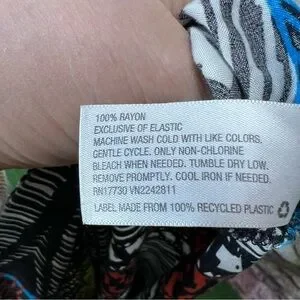 100% RAYON
EXCLUSIVE OF ELASTIC
MACHINE WASH COLD WITH LIKE COLORS,
GENTLE CYCLE. ONLY NON-CHLORINE
BLEACH WHEN NEEDED. TUMBLE DRY LOW.
REMOVE PROMPTLY. COOL IRON IF NEEDED.
RN17730 VN2242811
LABEL MADE FROM 100% RECYCLED PLASTIC